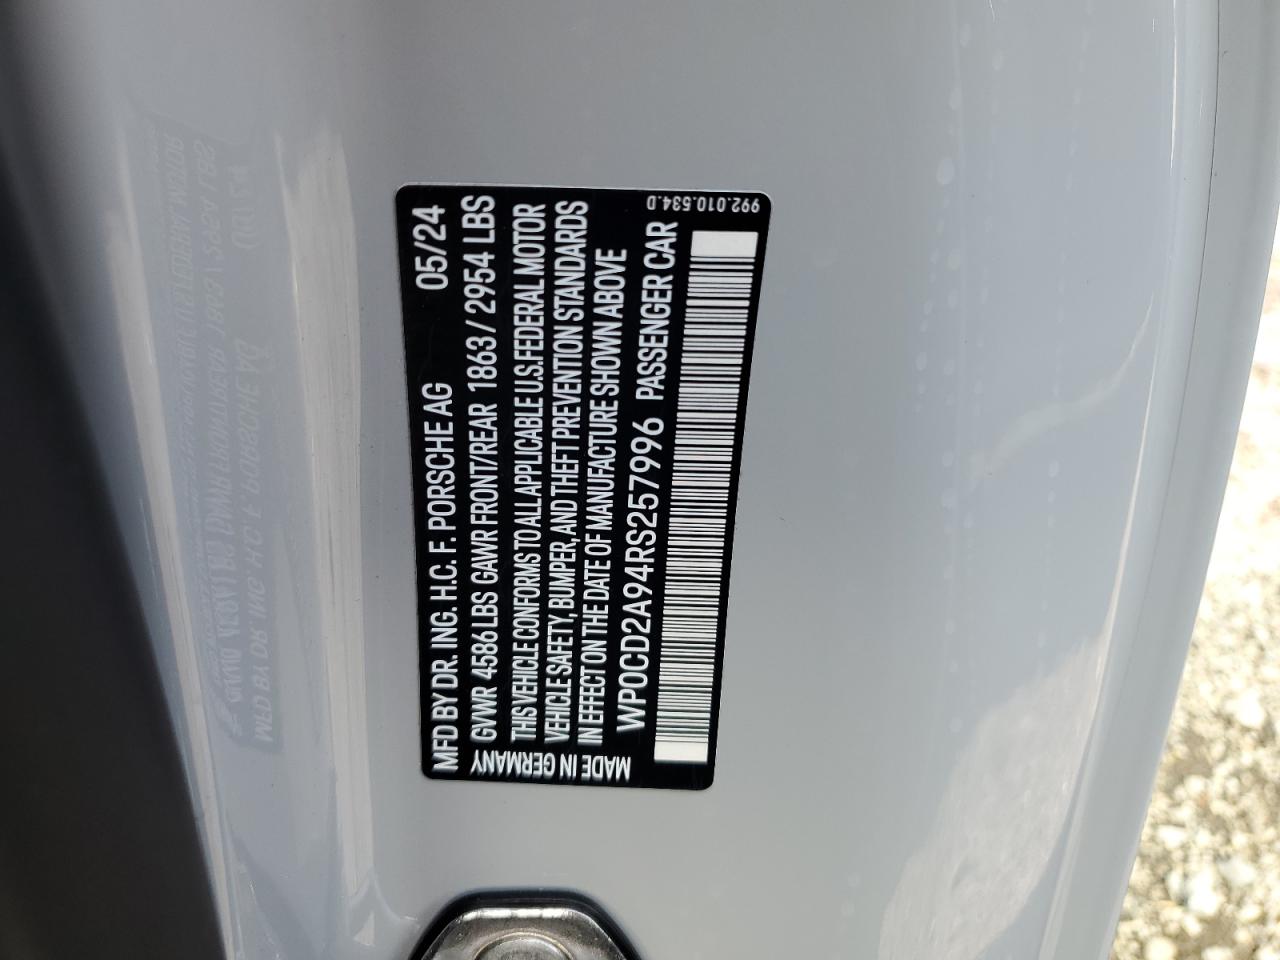 MFD BY DR. ING. H.C. F. PORSCHE AG 05/24
GVWR 4586 LBS GAWR FRONT/REAR 1863 / 2954 LBS
THIS VEHICLE CONFORMS TO ALL APPLICABLE U.S. FEDERAL MOTOR
VEHICLE SAFETY, BUMPER, AND THEFT PREVENTION STANDARDS
IN EFFECT ON THE DATE OF MANUFACTURE SHOWN ABOVE
WP0CD2A94RS257996 PASSENGER CAR
MADE IN GERMANY
992.010.534.D